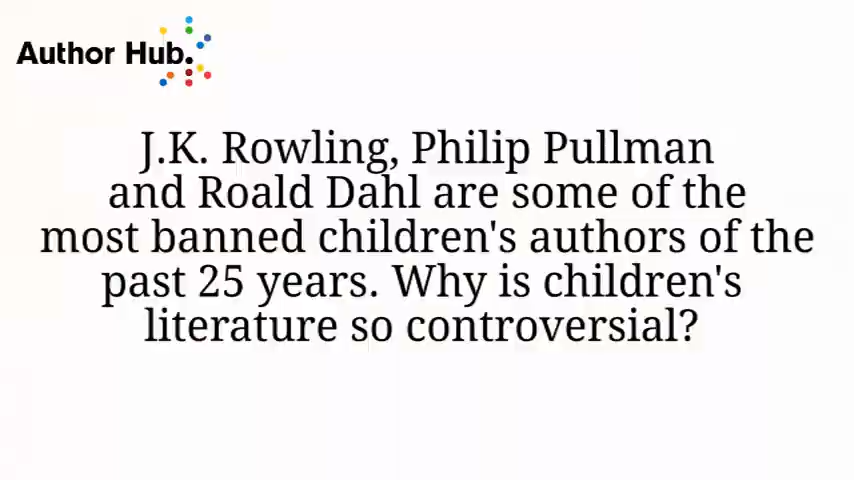 Author Hub.
J.K. Rowling, Philip Pullman
and Roald Dahl are some of the
most banned children's authors of the
past 25 years. Why is children's
literature so controversial?